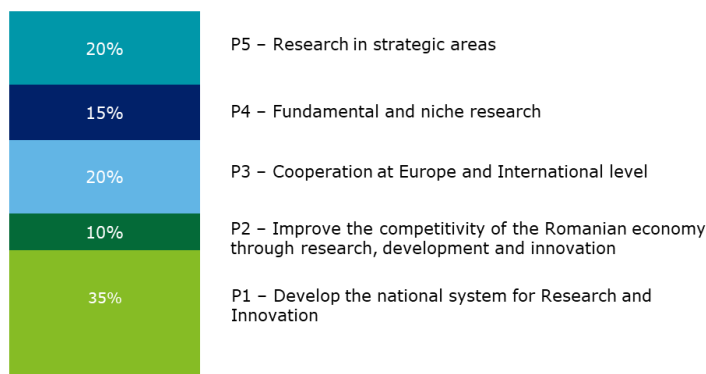 20% P5 – Research in strategic areas
15% P4 – Fundamental and niche research
20% P3 – Cooperation at Europe and International level
10% P2 – Improve the competitivity of the Romanian economy
through research, development and innovation
35% P1 – Develop the national system for Research and
Innovation